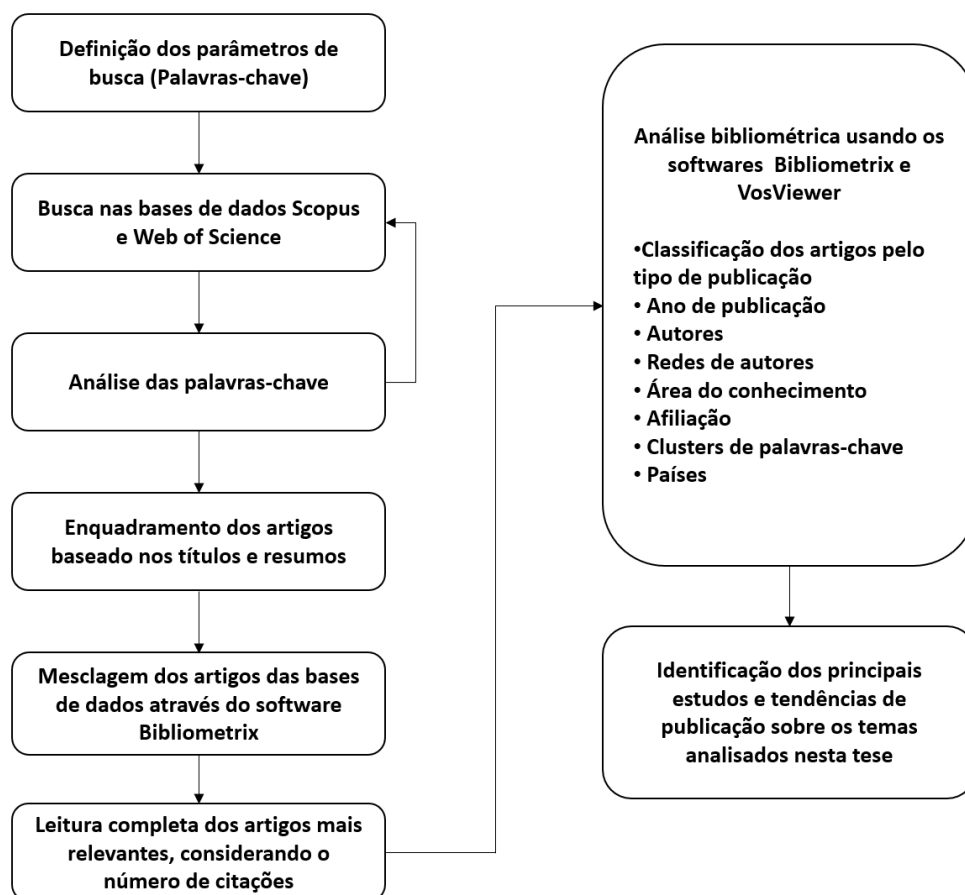 Definição dos parâmetros de
busca (Palavras-chave)
Busca nas bases de dados Scopus
e Web of Science
Análise das palavras-chave
Enquadramento dos artigos
baseado nos títulos e resumos
Mesclagem dos artigos das bases
de dados através do software
Bibliometrix
Leitura completa dos artigos mais
relevantes, considerando o
número de citações
Análise bibliométrica usando os
softwares Bibliometrix e
VosViewer
•Classificação dos artigos pelo
tipo de publicação
• Ano de publicação
• Autores
• Redes de autores
• Área do conhecimento
• Afiliação
• Clusters de palavras-chave
• Países
Identificação dos principais
estudos e tendências de
publicação sobre os temas
analisados nesta tese